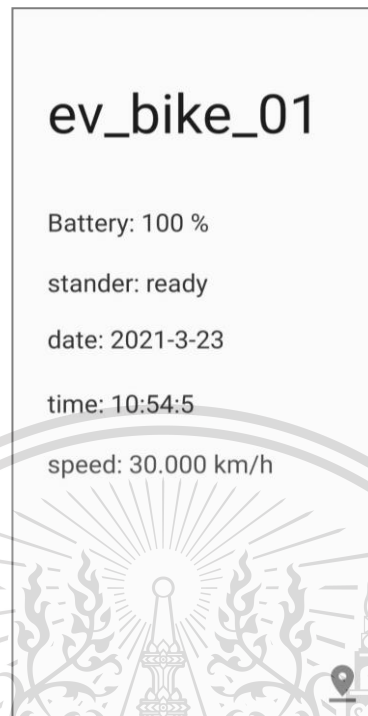 ev_bike_01
Battery: 100 %
stander: ready
date: 2021-3-23
time: 10:54:5
speed: 30.000 km/h